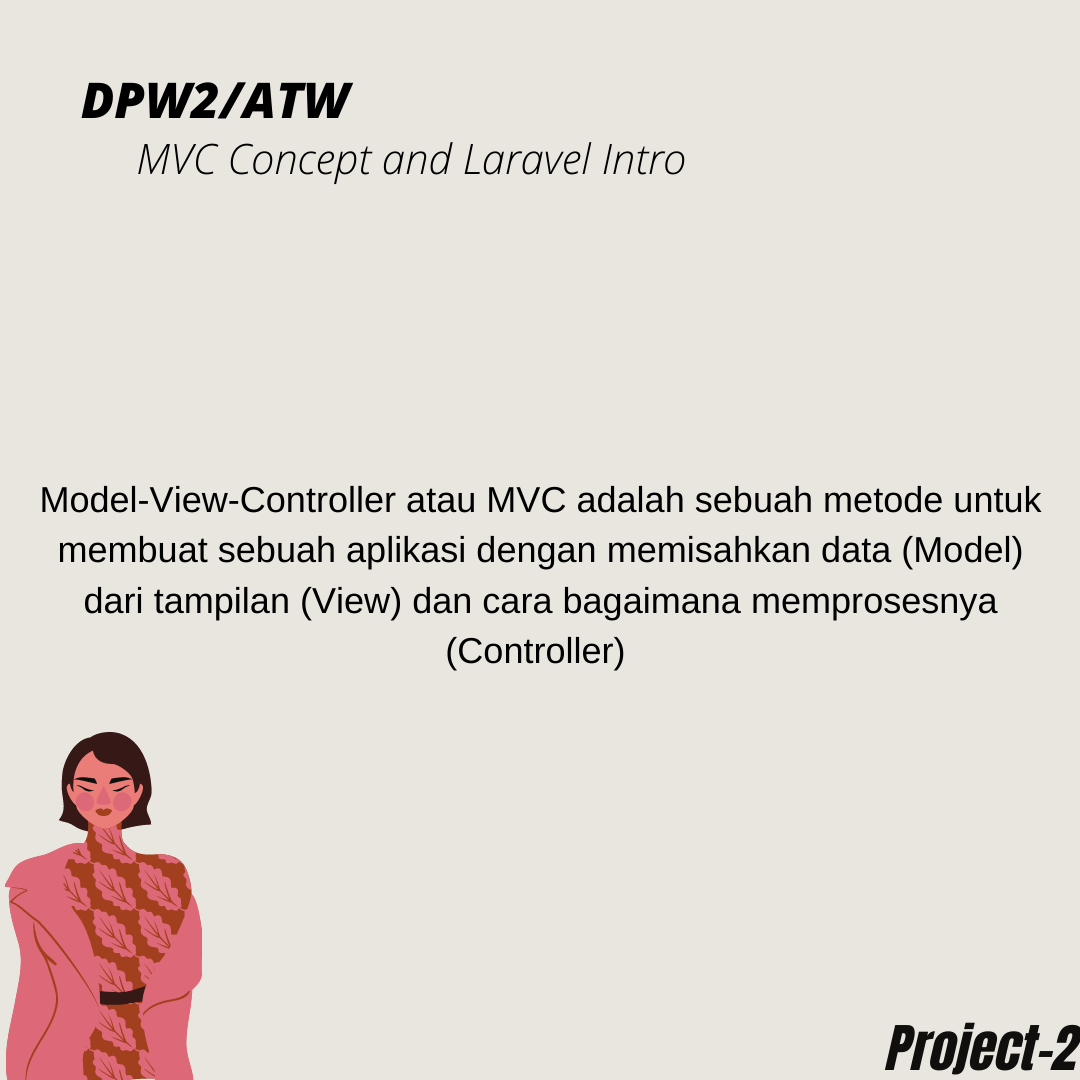 DPW2/ATW
MVC Concept and Laravel Intro
Model-View-Controller atau MVC adalah sebuah metode untuk
membuat sebuah aplikasi dengan memisahkan data (Model)
dari tampilan (View) dan cara bagaimana memprosesnya
(Controller)
Project-2